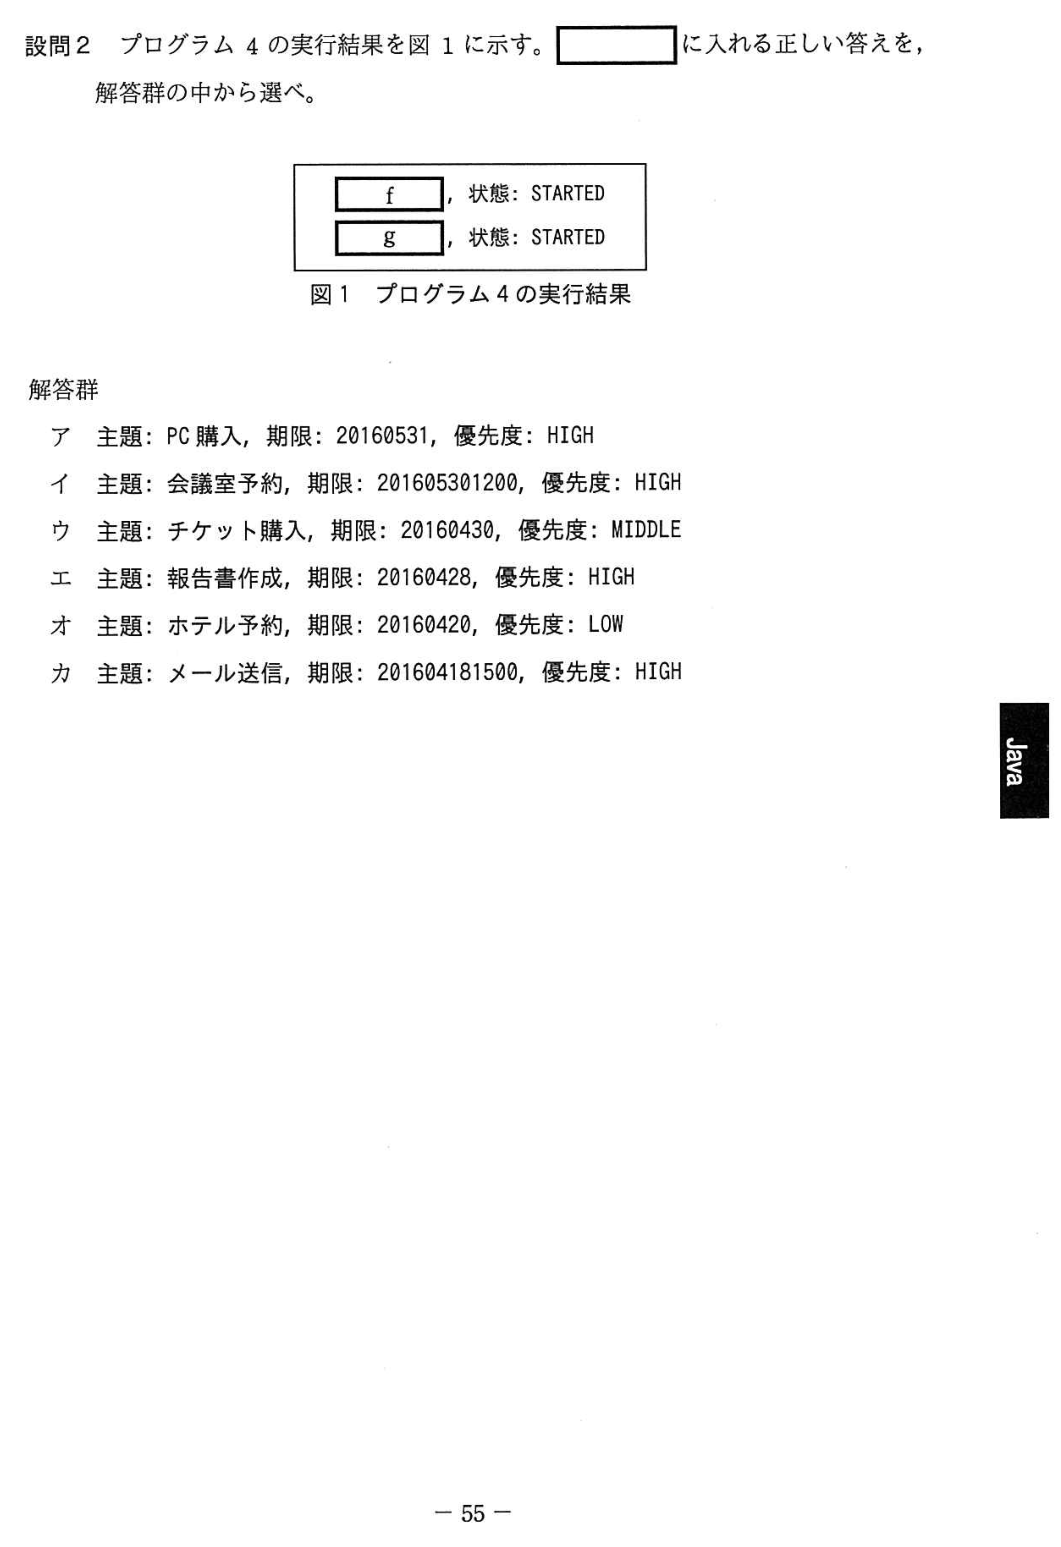 設問2 プログラム 4 の実行結果を図 1 に示す。 に入れる正しい答えを,
解答群の中から選べ。
f , 状態: STARTED
g , 状態: STARTED
図1 プログラム4の実行結果
解答群
ア 主題: PC購入, 期限: 20160531, 優先度: HIGH
イ 主題: 会議室予約, 期限: 201605301200, 優先度: HIGH
ウ 主題: チケット購入, 期限: 20160430, 優先度: MIDDLE
エ 主題: 報告書作成, 期限: 20160428, 優先度: HIGH
オ 主題: ホテル予約, 期限: 20160420, 優先度: LOW
カ 主題: メール送信, 期限: 201604181500, 優先度: HIGH
Java
― 55 ―